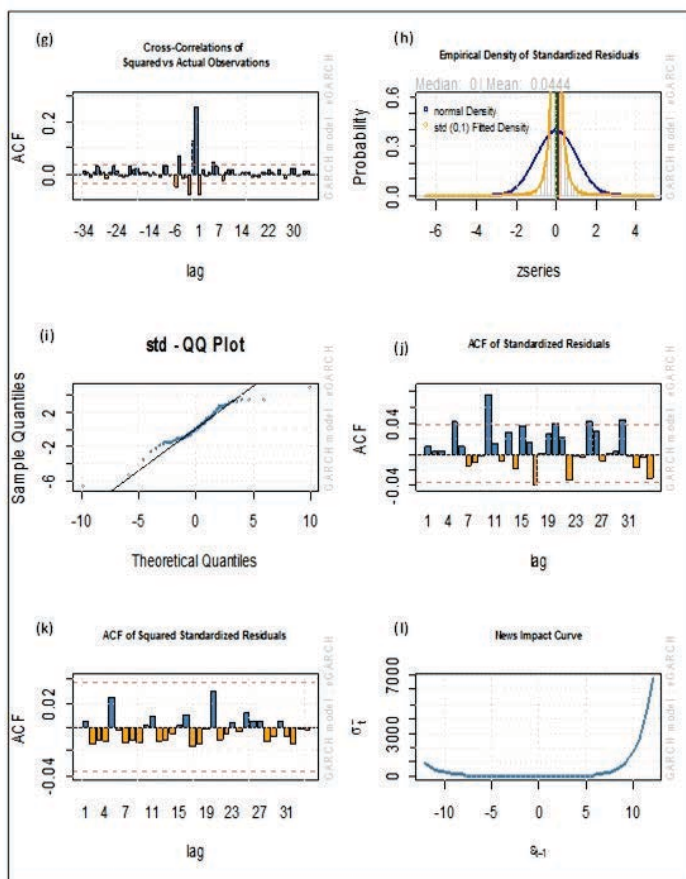 (g)
Cross-Correlations of
Squared vs Actual Observations
ACF
0.2
0.0
-34 -24 -14 -6 1 6 14 22 30
lag
GARCH model : eGARCH
(h)
Empirical Density of Standardized Residuals
Median: 0 | Mean: 0.0444
normal Density
std (0,1) Fitted Density
Probability
0.6
0.3
0.0
-6 -4 -2 0 2 4
zseries
GARCH model : eGARCH
(i)
std - QQ Plot
Sample Quantiles
2
-2
-6
-10 -5 0 5 10
Theoretical Quantiles
GARCH model : eGARCH
(j)
ACF of Standardized Residuals
ACF
0.04
-0.04
1 4 7 11 15 19 23 27 31
lag
GARCH model : eGARCH
(k)
ACF of Squared Standardized Residuals
ACF
0.02
-0.04
1 4 7 11 15 19 23 27 31
lag
GARCH model : eGARCH
(l)
News Impact Curve
7000
3000
0
-10 -5 0 5 10
εt-1
GARCH model : eGARCH